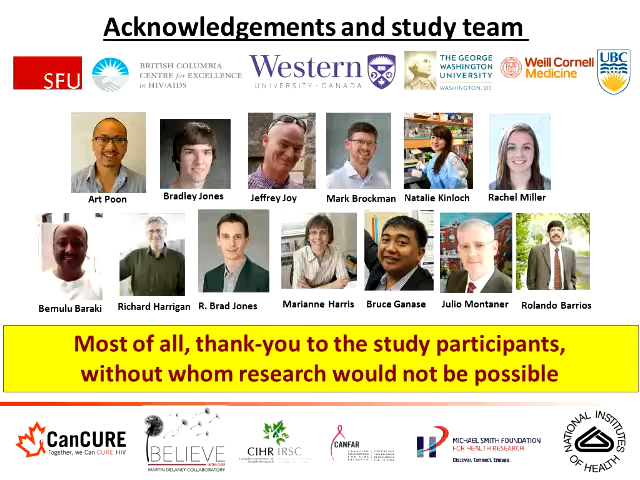 Acknowledgements and study team
SFU
BRITISH COLUMBIA
CENTRE for EXCELLENCE
in HIV/AIDS
Western
UNIVERSITY · CANADA
THE GEORGE
WASHINGTON
UNIVERSITY
WASHINGTON, DC
Weill Cornell
Medicine
UBC
Art Poon
Bradley Jones
Jeffrey Joy
Mark Brockman
Natalie Kinloch
Rachel Miller
Bemulu Baraki
Richard Harrigan
R. Brad Jones
Marianne Harris
Bruce Ganase
Julio Montaner
Rolando Barrios
Most of all, thank-you to the study participants,
without whom research would not be possible
CanCURE
Together, we Can CURE HIV
BELIEVE
MARTIN DELANEY COLLABORATORY
CIHR IRSC
CANFAR
MICHAEL SMITH FOUNDATION
FOR HEALTH RESEARCH
Discover. Connect. Engage.
NATIONAL INSTITUTES
OF HEALTH